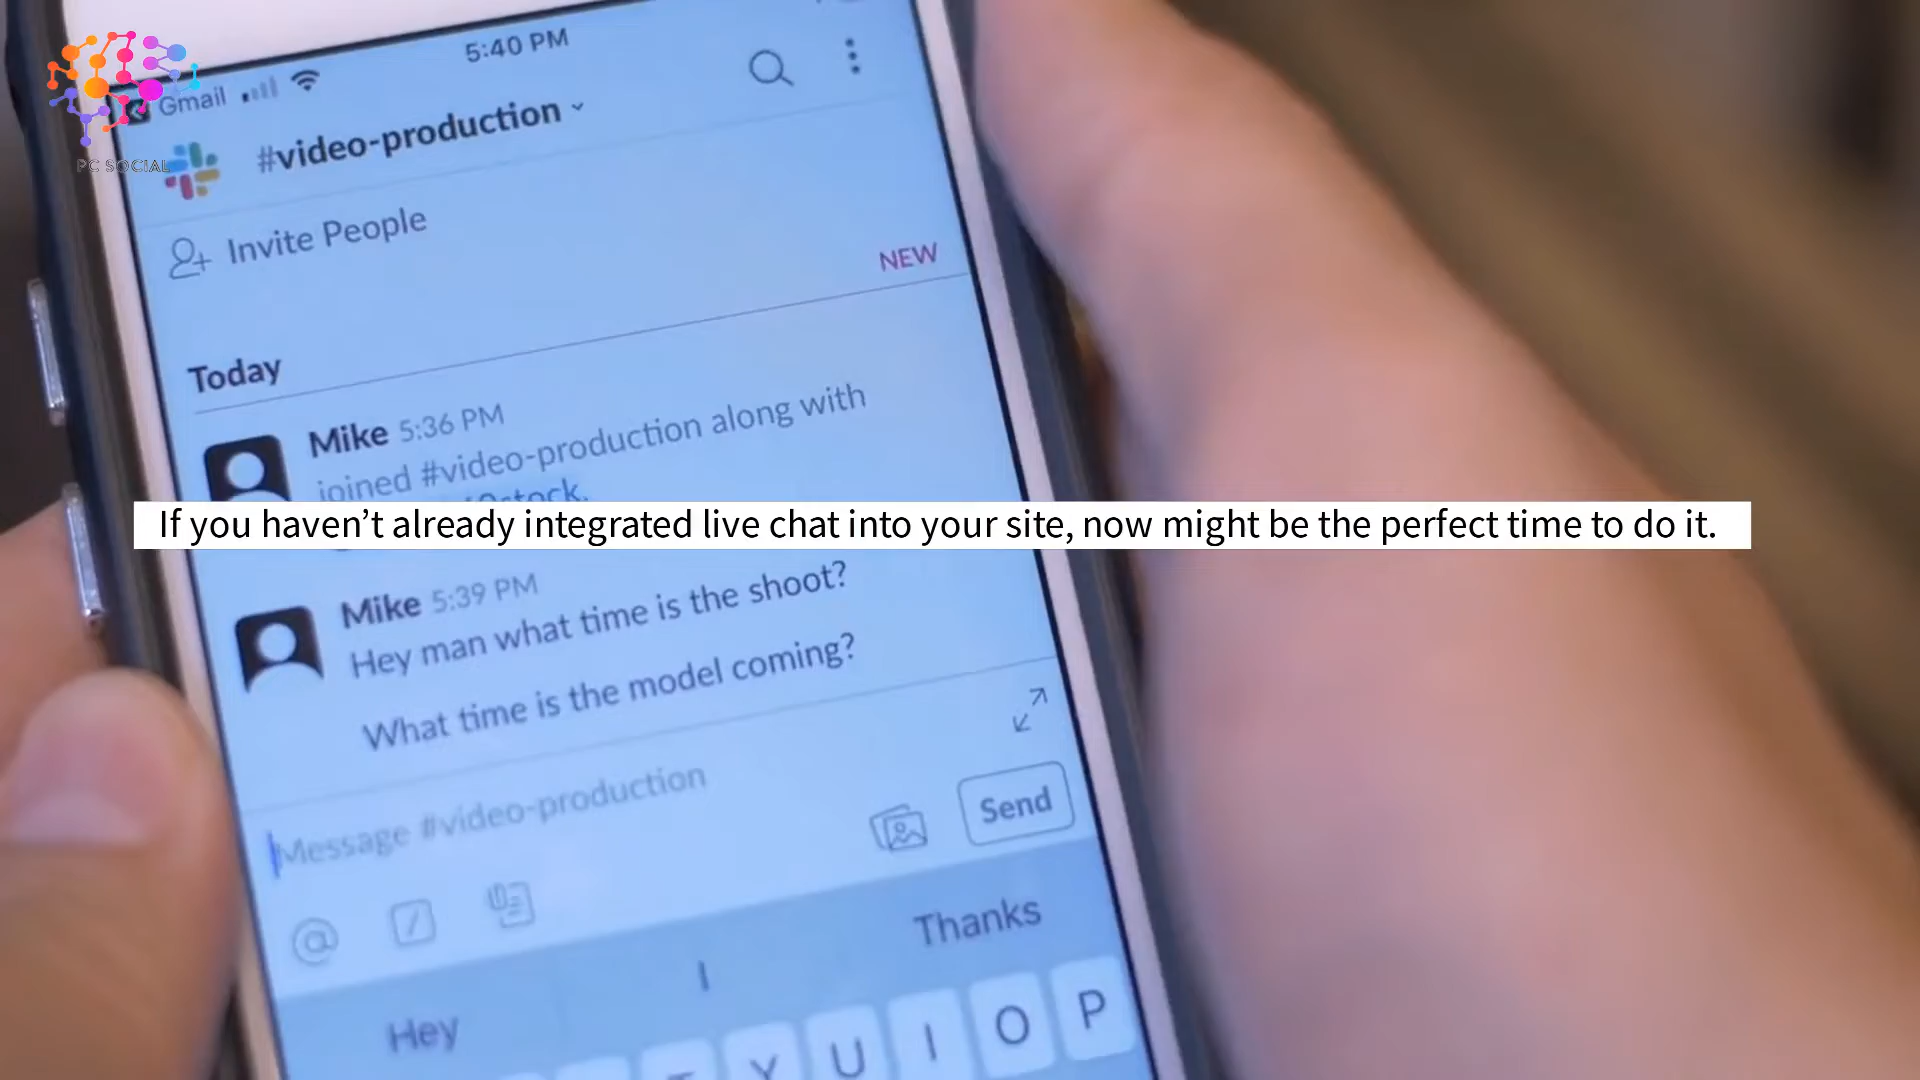 5:40 PM
Gmail
#video-production
PC SOCIAL
Invite People
NEW
Today
Mike 5:36 PM
joined #video-production along with
If you haven’t already integrated live chat into your site, now might be the perfect time to do it.
Mike 5:39 PM
Hey man what time is the shoot?
What time is the model coming?
Message #video-production
Send
Hey
I
Thanks
Y U I O P